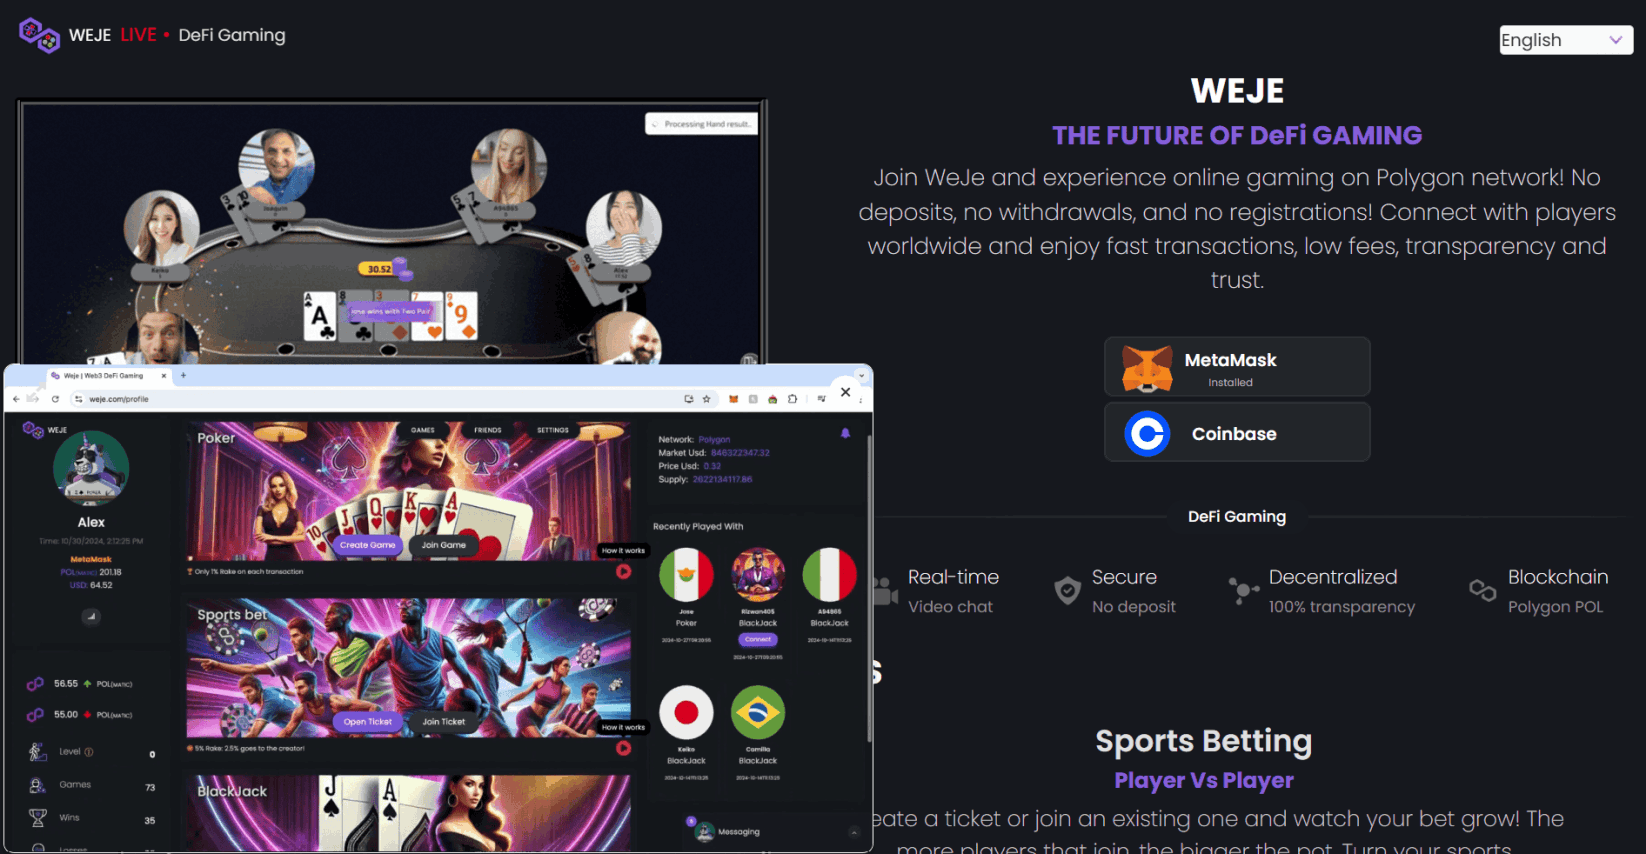 WEJE LIVE • DeFi Gaming
English
Processing Hand result..
30.52
wins with Two Pair
WEJE
THE FUTURE OF DeFi GAMING
Join WeJe and experience online gaming on Polygon network! No
deposits, no withdrawals, and no registrations! Connect with players
worldwide and enjoy fast transactions, low fees, transparency and
trust.
MetaMask
Installed
Coinbase
DeFi Gaming
Real-time
Video chat
Secure
No deposit
Decentralized
100% transparency
Blockchain
Polygon POL
s
Sports Betting
Player Vs Player
eate a ticket or join an existing one and watch your bet grow! The
more players that join, the bigger the pot. Turn your sports
Weje | Web3 DeFi Gaming
weje.com/profile
WEJE
Alex
Time: 10/30/2024, 2:12:25 PM
MetaMask
POL(MATIC) 201.18
USD: 64.52
56.55 POL(MATIC)
55.00 POL(MATIC)
Level 0
Games 73
Wins 35
Losses
GAMES FRIENDS SETTINGS
Poker
Create Game Join Game
How it works
Only 1% Rake on each transaction
Sports bet
Open Ticket Join Ticket
How it works
5% Rake: 2.5% goes to the creator!
BlackJack
Network: Polygon
Market Usd: 846322347.32
Price Usd: 0.32
Supply: 2622134117.86
Recently Played With
Jose
Poker
Rizwan405
BlackJack
Connect
A94865
BlackJack
Keiko
BlackJack
Camilla
BlackJack
Messaging